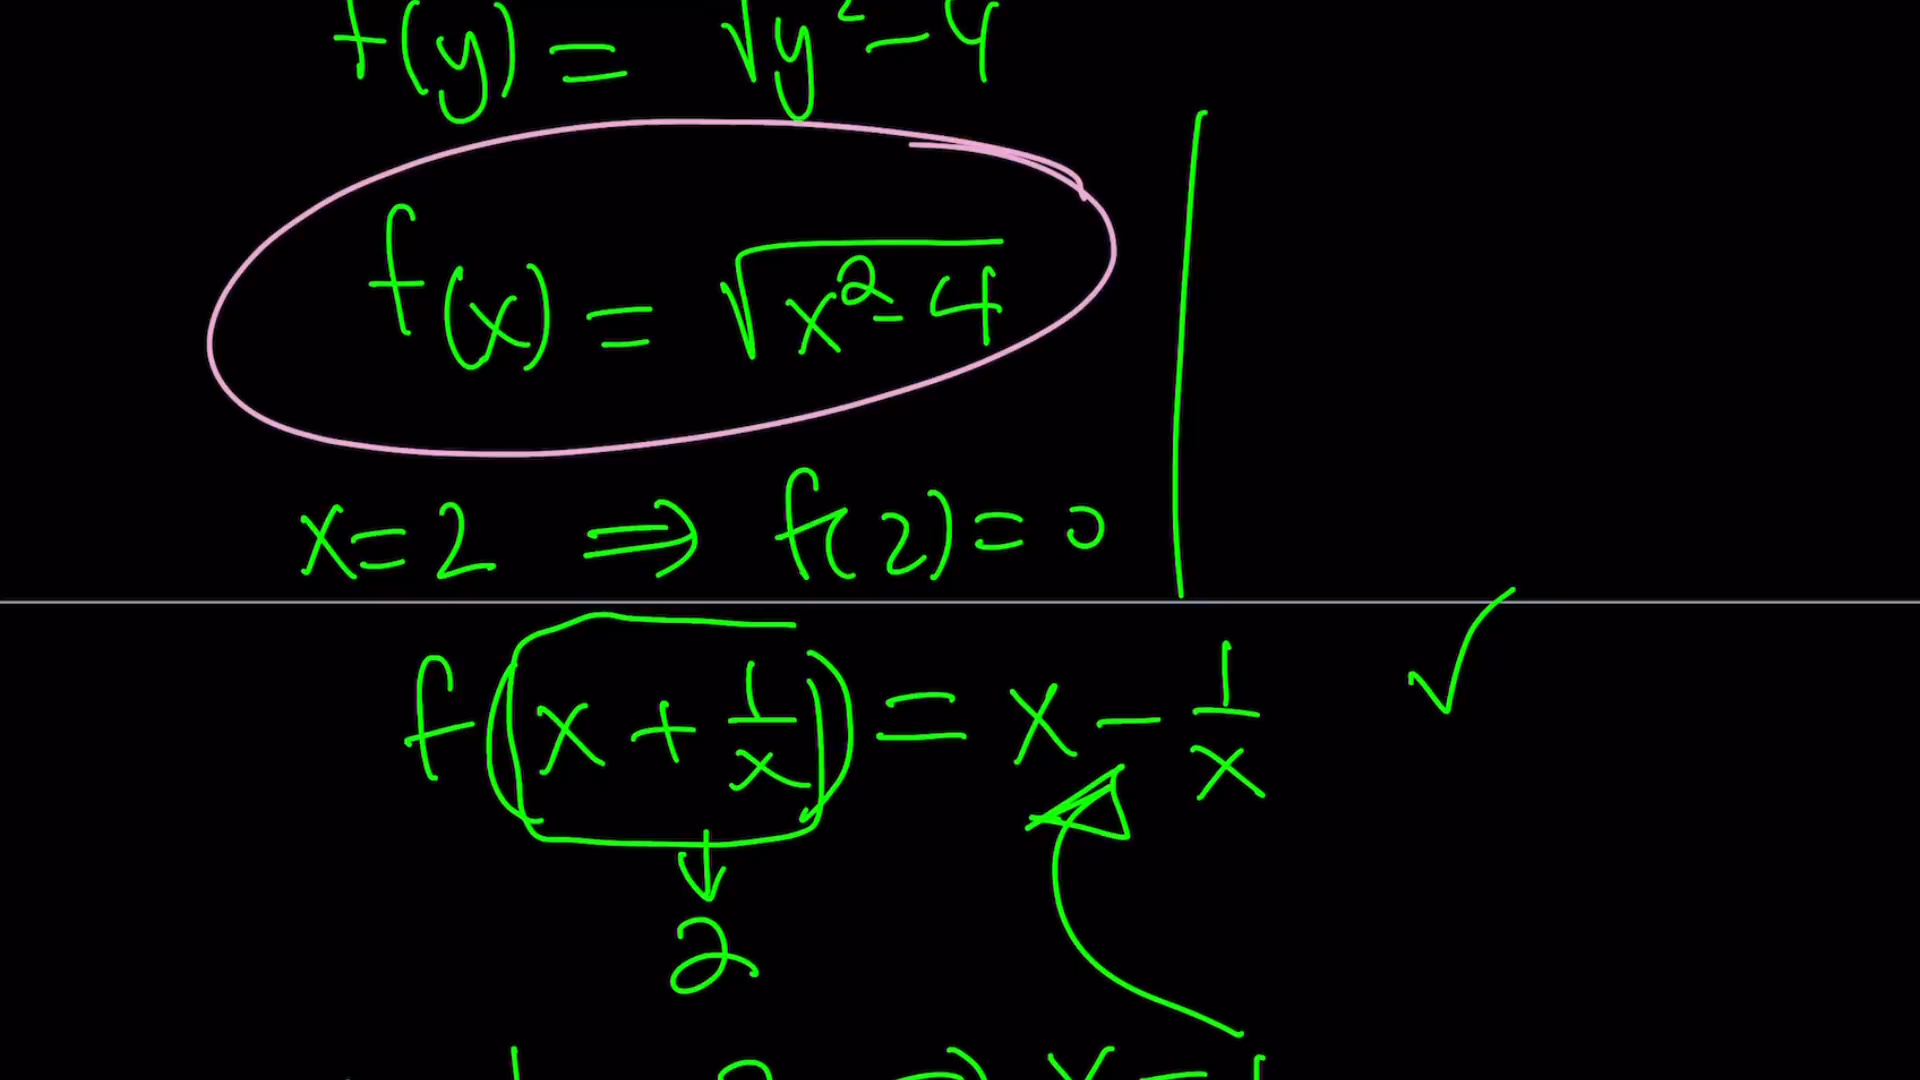 f(y) = √y² - 4
f(x) = √x² - 4
x = 2 ⇒ f(2) = 0
f(x + 1/x) = x - 1/x ✓
↓
2